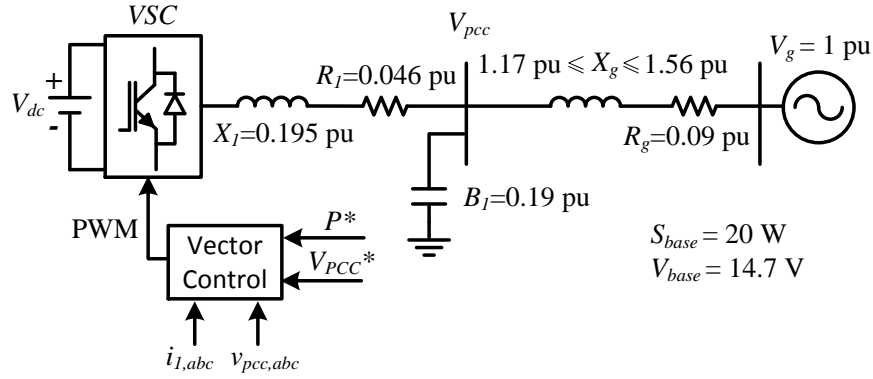 VSC
V_pcc
V_g = 1 pu
R_1=0.046 pu
1.17 pu ⩽ X_g ⩽ 1.56 pu
+
V_dc
-
X_1=0.195 pu
R_g=0.09 pu
B_1=0.19 pu
PWM
P*
Vector
Control
V_PCC*
S_base = 20 W
V_base = 14.7 V
i_1,abc
v_pcc,abc